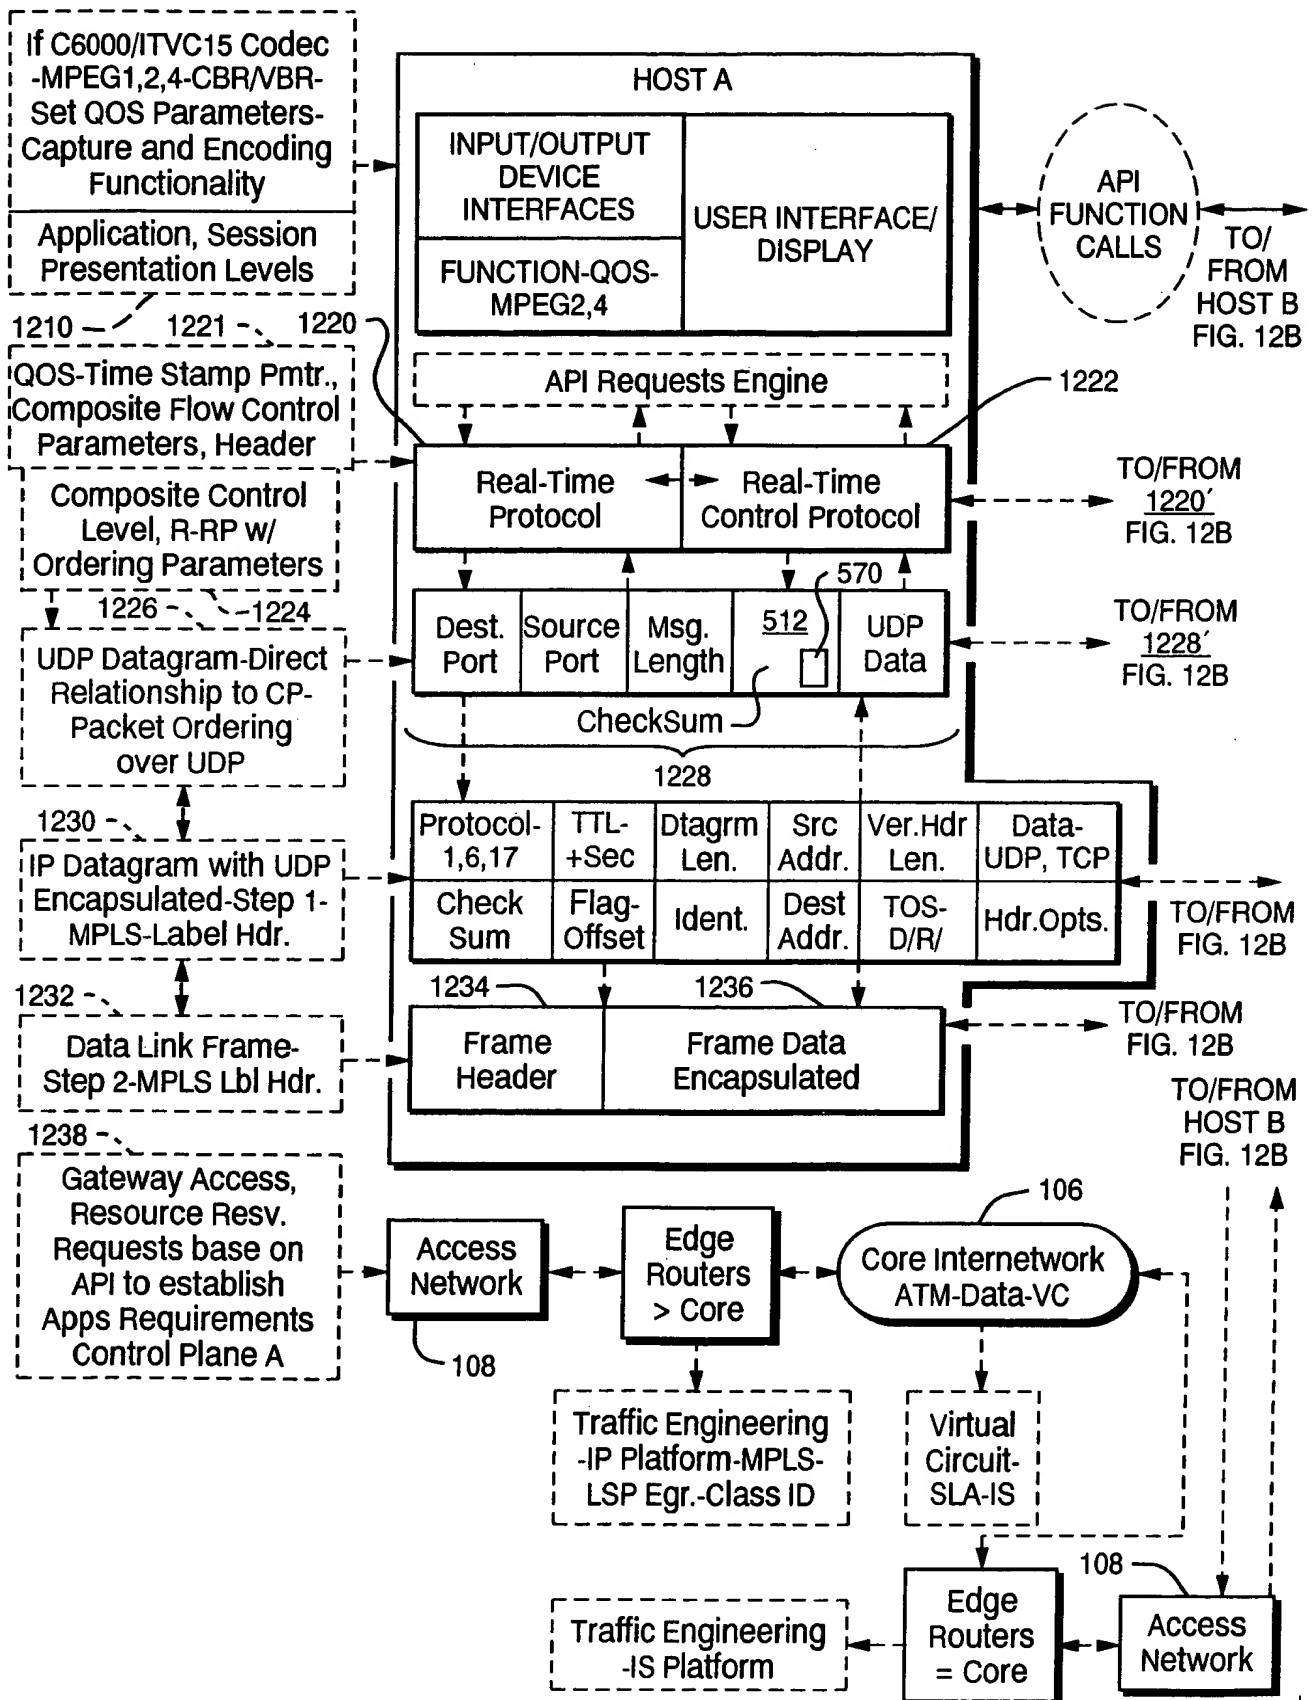 If C6000/ITVC15 Codec
-MPEG1,2,4-CBR/VBR-
Set QOS Parameters-
Capture and Encoding
Functionality
Application, Session
Presentation Levels
1210
HOST A
INPUT/OUTPUT
DEVICE
INTERFACES
FUNCTION-QOS-
MPEG2,4
USER INTERFACE/
DISPLAY
API
FUNCTION
CALLS
TO/
FROM
HOST B
FIG. 12B
1221
1220
QOS-Time Stamp Pmtr.,
Composite Flow Control
Parameters, Header
API Requests Engine
1222
Real-Time
Protocol
Real-Time
Control Protocol
TO/FROM
1220'
FIG. 12B
Composite Control
Level, R-RP w/
Ordering Parameters
1226
1224
570
Dest.
Port
Source
Port
Msg.
Length
512
UDP
Data
CheckSum
1228
TO/FROM
1228'
FIG. 12B
UDP Datagram-Direct
Relationship to CP-
Packet Ordering
over UDP
1230
IP Datagram with UDP
Encapsulated-Step 1-
MPLS-Label Hdr.
Protocol-
1,6,17
TTL-
+Sec
Dtagrm
Len.
Src
Addr.
Ver.Hdr
Len.
Data-
UDP, TCP
Check
Sum
Flag-
Offset
Ident.
Dest
Addr.
TOS-
D/R/
Hdr.Opts.
TO/FROM
FIG. 12B
1232
1234
1236
Data Link Frame-
Step 2-MPLS Lbl Hdr.
Frame
Header
Frame Data
Encapsulated
TO/FROM
FIG. 12B
TO/FROM
HOST B
FIG. 12B
1238
Gateway Access,
Resource Resv.
Requests base on
API to establish
Apps Requirements
Control Plane A
Access
Network
108
Edge
Routers
> Core
106
Core Internetwork
ATM-Data-VC
Traffic Engineering
-IP Platform-MPLS-
LSP Egr.-Class ID
Virtual
Circuit-
SLA-IS
Traffic Engineering
-IS Platform
Edge
Routers
= Core
108
Access
Network